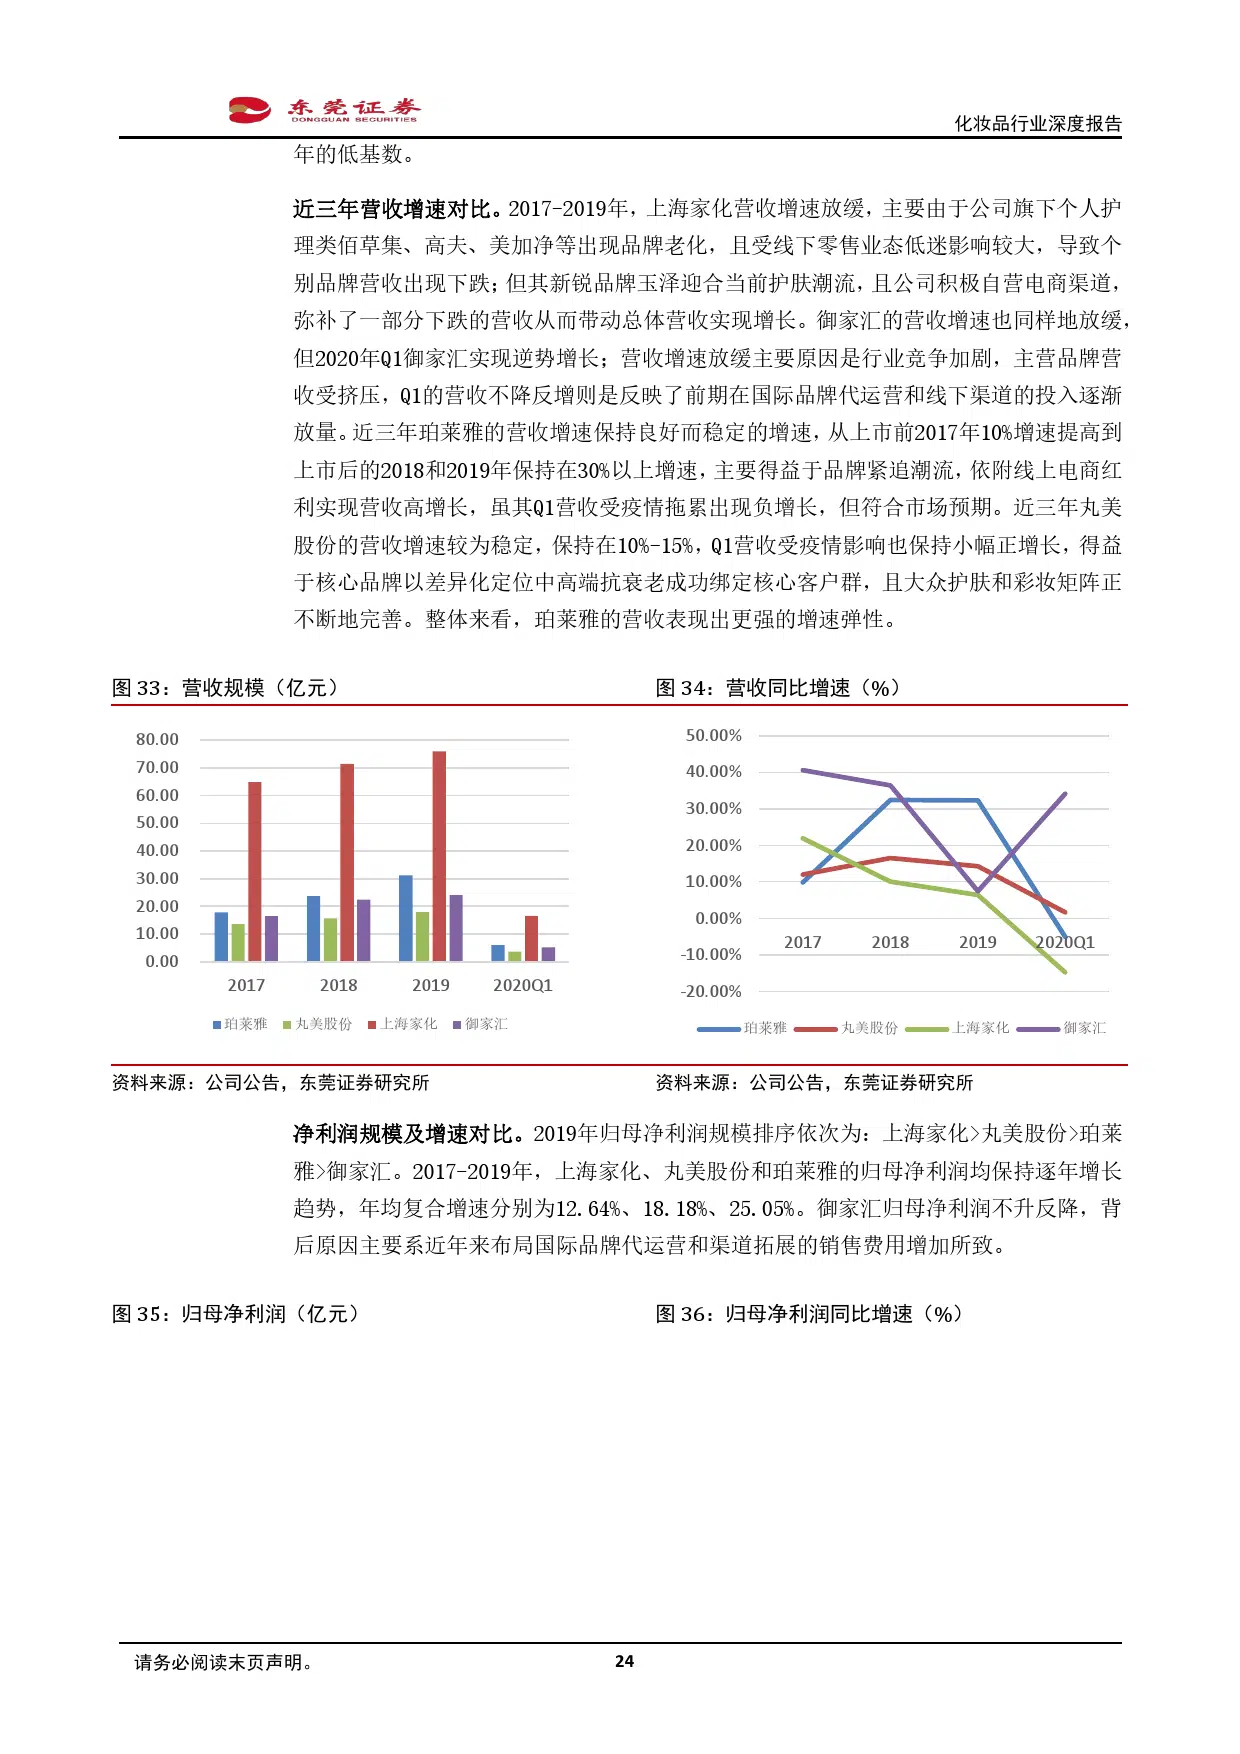 东莞证券
DONGGUAN SECURITIES
化妆品行业深度报告
年的低基数。
近三年营收增速对比。2017-2019年，上海家化营收增速放缓，主要由于公司旗下个人护
理类佰草集、高夫、美加净等出现品牌老化，且受线下零售业态低迷影响较大，导致个
别品牌营收出现下跌；但其新锐品牌玉泽迎合当前护肤潮流，且公司积极自营电商渠道，
弥补了一部分下跌的营收从而带动总体营收实现增长。御家汇的营收增速也同样地放缓，
但2020年Q1御家汇实现逆势增长；营收增速放缓主要原因是行业竞争加剧，主营品牌营
收受挤压，Q1的营收不降反增则是反映了前期在国际品牌代运营和线下渠道的投入逐渐
放量。近三年珀莱雅的营收增速保持良好而稳定的增速，从上市前2017年10%增速提高到
上市后的2018和2019年保持在30%以上增速，主要得益于品牌紧追潮流，依附线上电商红
利实现营收高增长，虽其Q1营收受疫情拖累出现负增长，但符合市场预期。近三年丸美
股份的营收增速较为稳定，保持在10%-15%，Q1营收受疫情影响也保持小幅正增长，得益
于核心品牌以差异化定位中高端抗衰老成功绑定核心客户群，且大众护肤和彩妆矩阵正
不断地完善。整体来看，珀莱雅的营收表现出更强的增速弹性。
图 33：营收规模（亿元）
80.00
70.00
60.00
50.00
40.00
30.00
20.00
10.00
0.00
2017 2018 2019 2020Q1
珀莱雅 丸美股份 上海家化 御家汇
资料来源：公司公告，东莞证券研究所
图 34：营收同比增速（%）
50.00%
40.00%
30.00%
20.00%
10.00%
0.00%
-10.00%
-20.00%
2017 2018 2019 2020Q1
珀莱雅 丸美股份 上海家化 御家汇
资料来源：公司公告，东莞证券研究所
净利润规模及增速对比。2019年归母净利润规模排序依次为：上海家化>丸美股份>珀莱
雅>御家汇。2017-2019年，上海家化、丸美股份和珀莱雅的归母净利润均保持逐年增长
趋势，年均复合增速分别为12.64%、18.18%、25.05%。御家汇归母净利润不升反降，背
后原因主要系近年来布局国际品牌代运营和渠道拓展的销售费用增加所致。
图 35：归母净利润（亿元）
图 36：归母净利润同比增速（%）
请务必阅读末页声明。
24